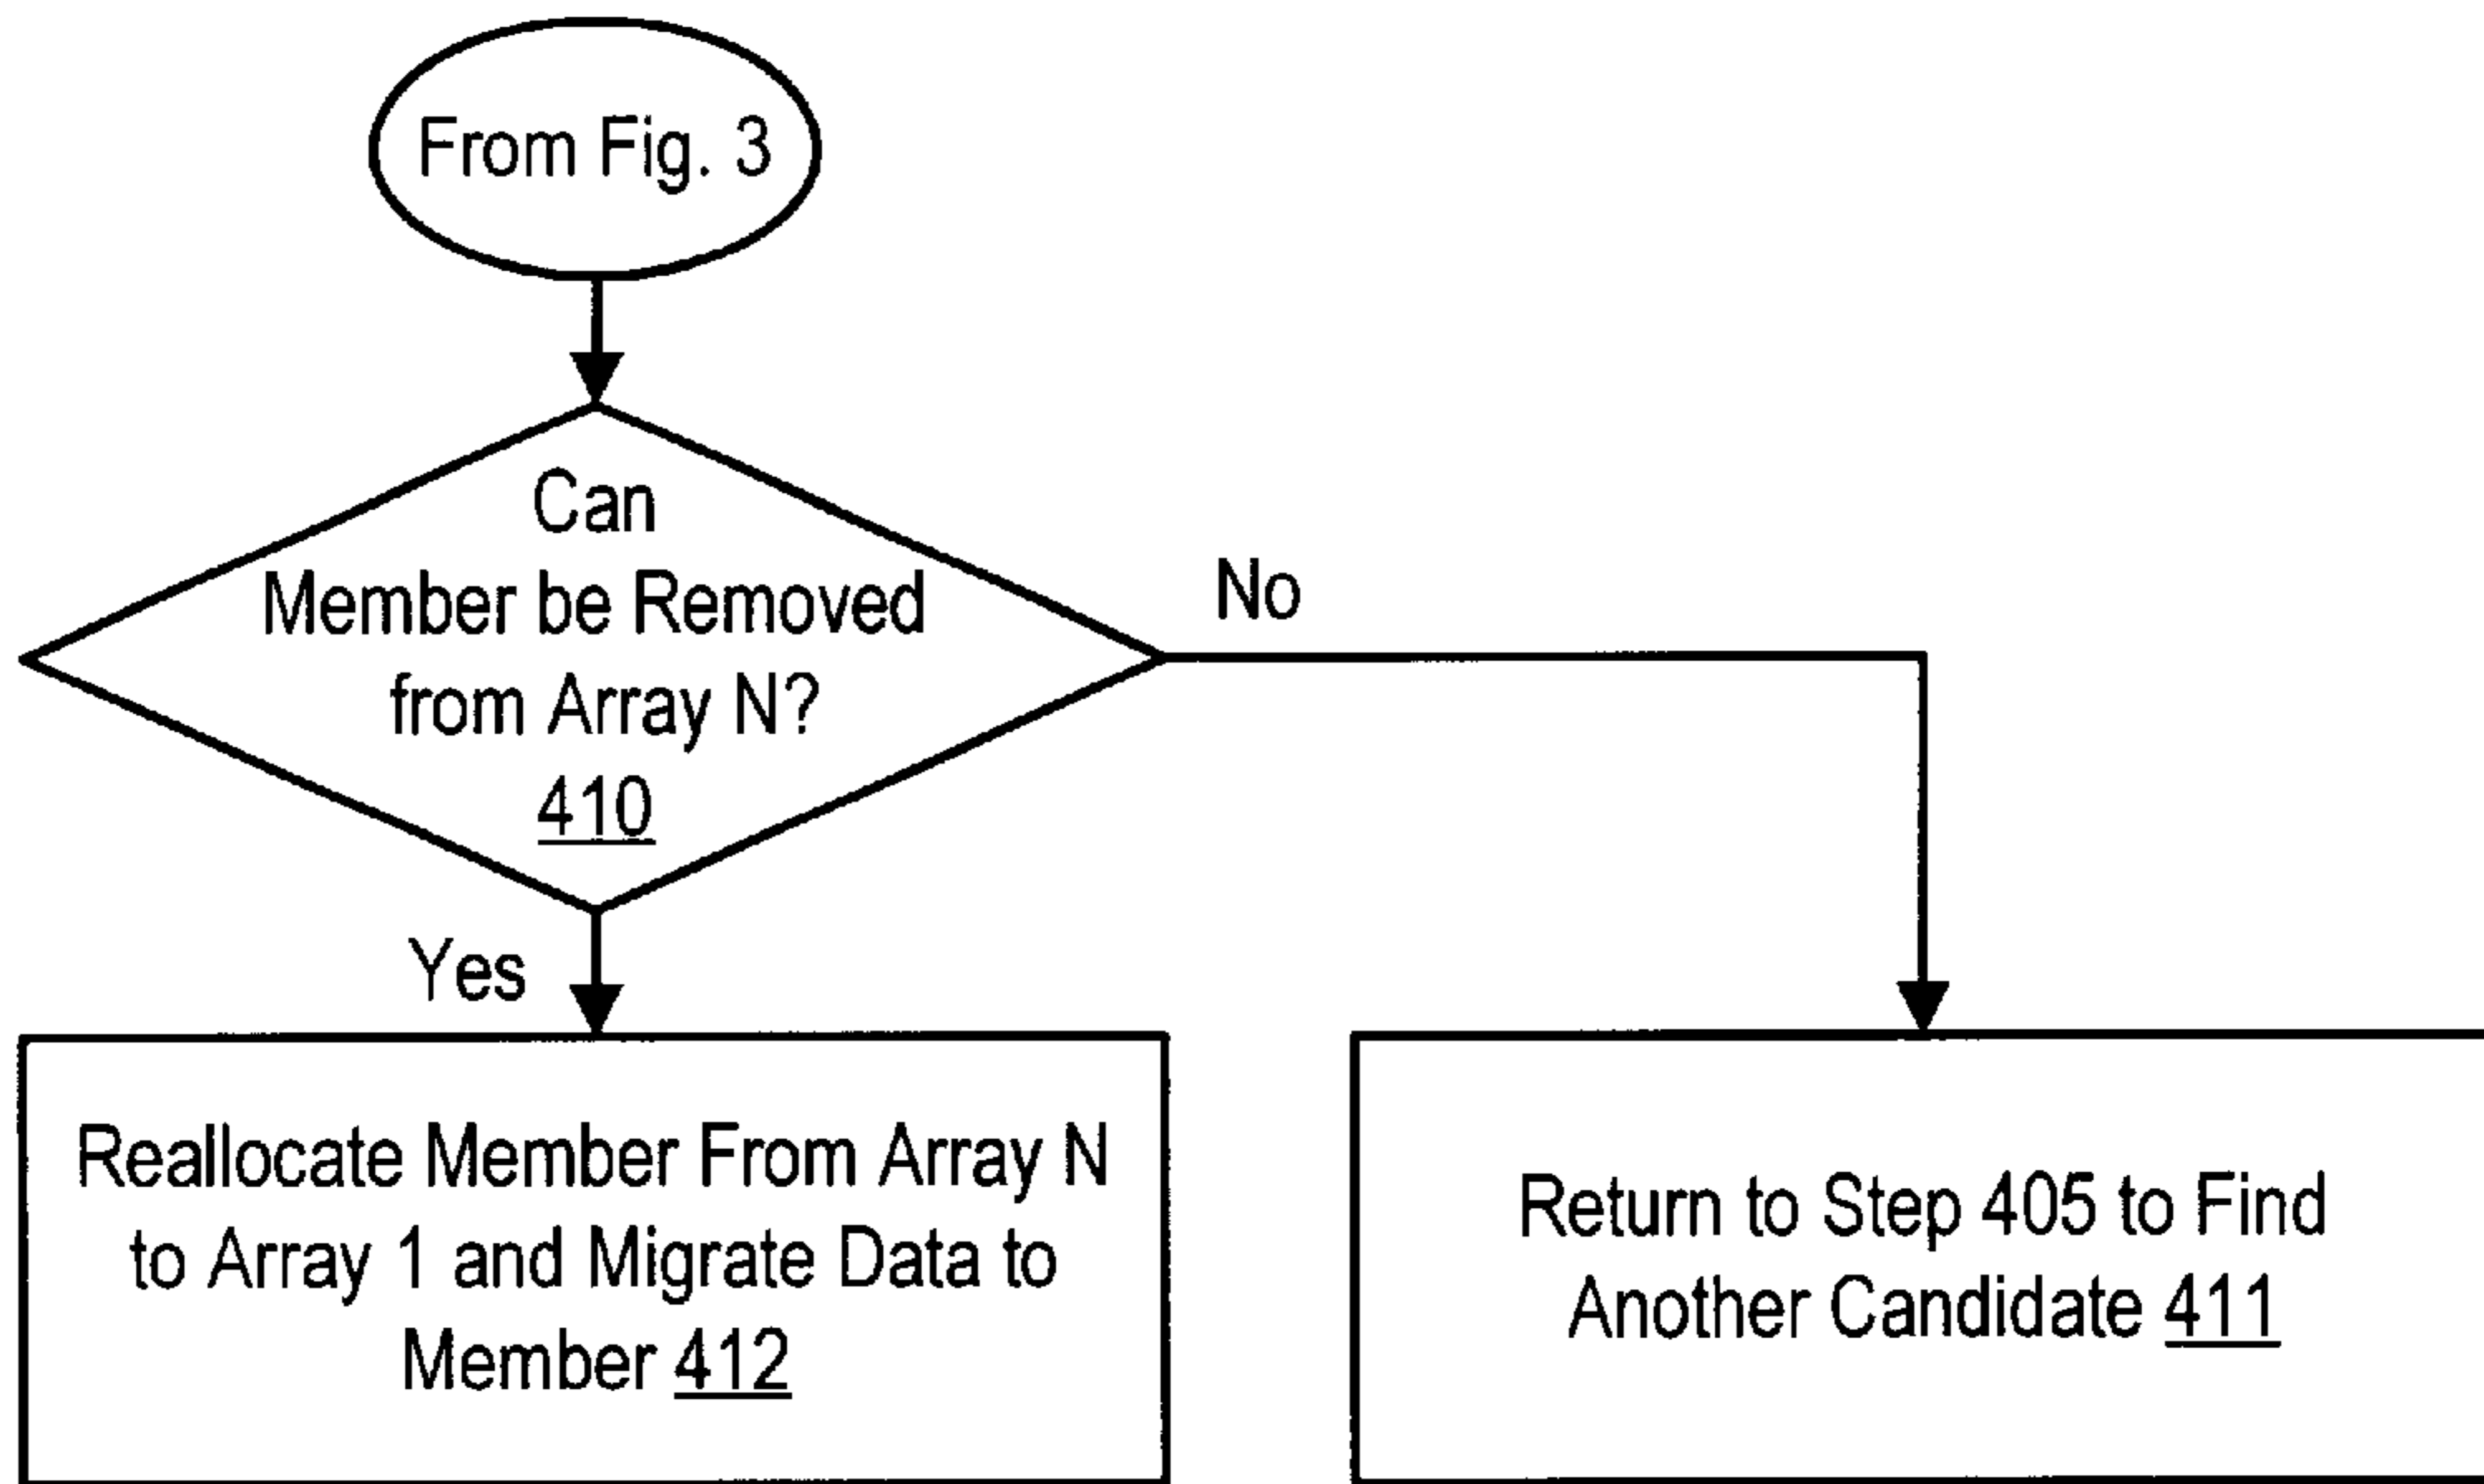 From Fig. 3
Can
Member be Removed
from Array N?
410
No
Yes
Reallocate Member From Array N
to Array 1 and Migrate Data to
Member 412
Return to Step 405 to Find
Another Candidate 411